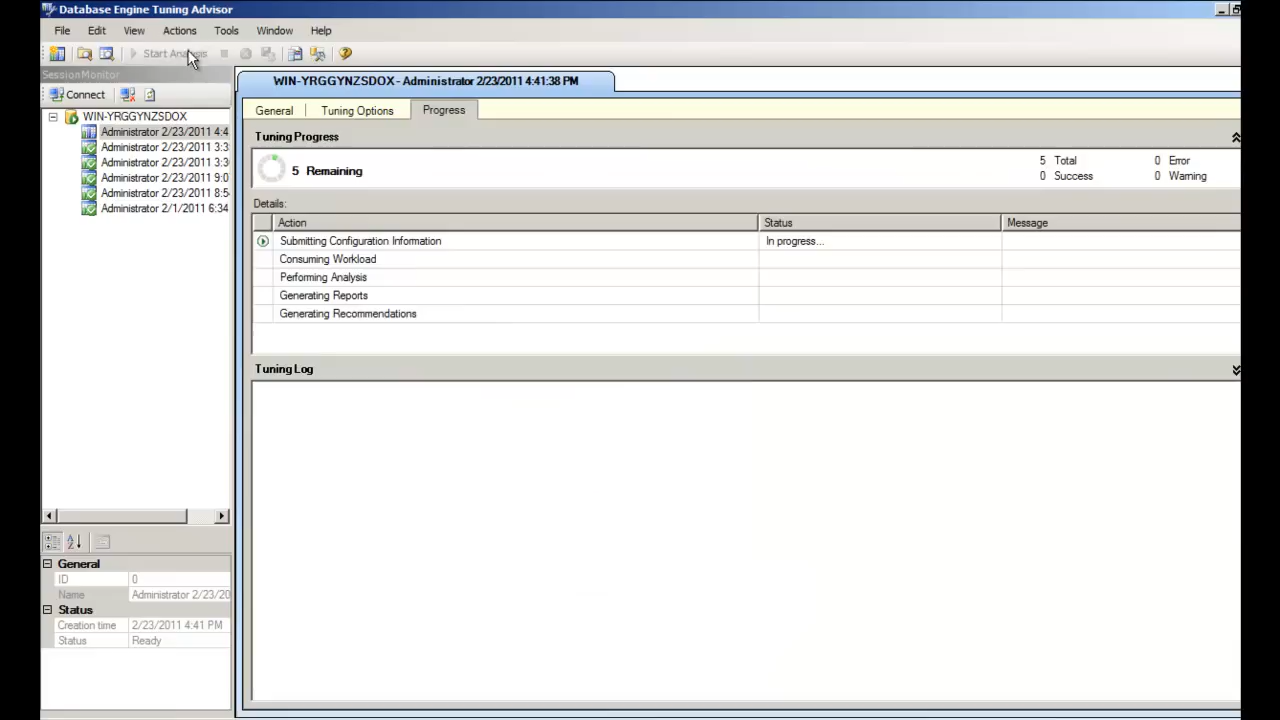 Database Engine Tuning Advisor
File Edit View Actions Tools Window Help
Start Analysis
Session Monitor
Connect
WIN-YRGGYNZSDOX
Administrator 2/23/2011 4:4
Administrator 2/23/2011 3:3
Administrator 2/23/2011 3:3
Administrator 2/23/2011 9:0
Administrator 2/23/2011 8:5
Administrator 2/1/2011 6:34
General
ID 0
Name Administrator 2/23/20
Status
Creation time 2/23/2011 4:41 PM
Status Ready
WIN-YRGGYNZSDOX - Administrator 2/23/2011 4:41:38 PM
General Tuning Options Progress
Tuning Progress
5 Remaining
5 Total 0 Error
0 Success 0 Warning
Details:
Action Status Message
Submitting Configuration Information In progress...
Consuming Workload
Performing Analysis
Generating Reports
Generating Recommendations
Tuning Log